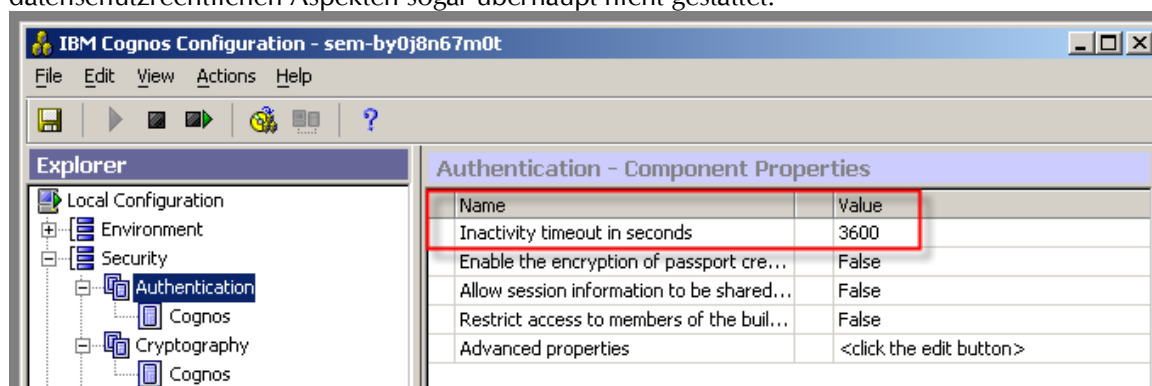 datenschutzrechtlichen Aspekten sogar überhaupt nicht gestattet.
IBM Cognos Configuration - sem-by0j8n67m0t
File Edit View Actions Help
Explorer
Authentication - Component Properties
Local Configuration
Environment
Security
Authentication
Cognos
Cryptography
Cognos
Name Value
Inactivity timeout in seconds 3600
Enable the encryption of passport cre... False
Allow session information to be shared... False
Restrict access to members of the buil... False
Advanced properties <click the edit button>